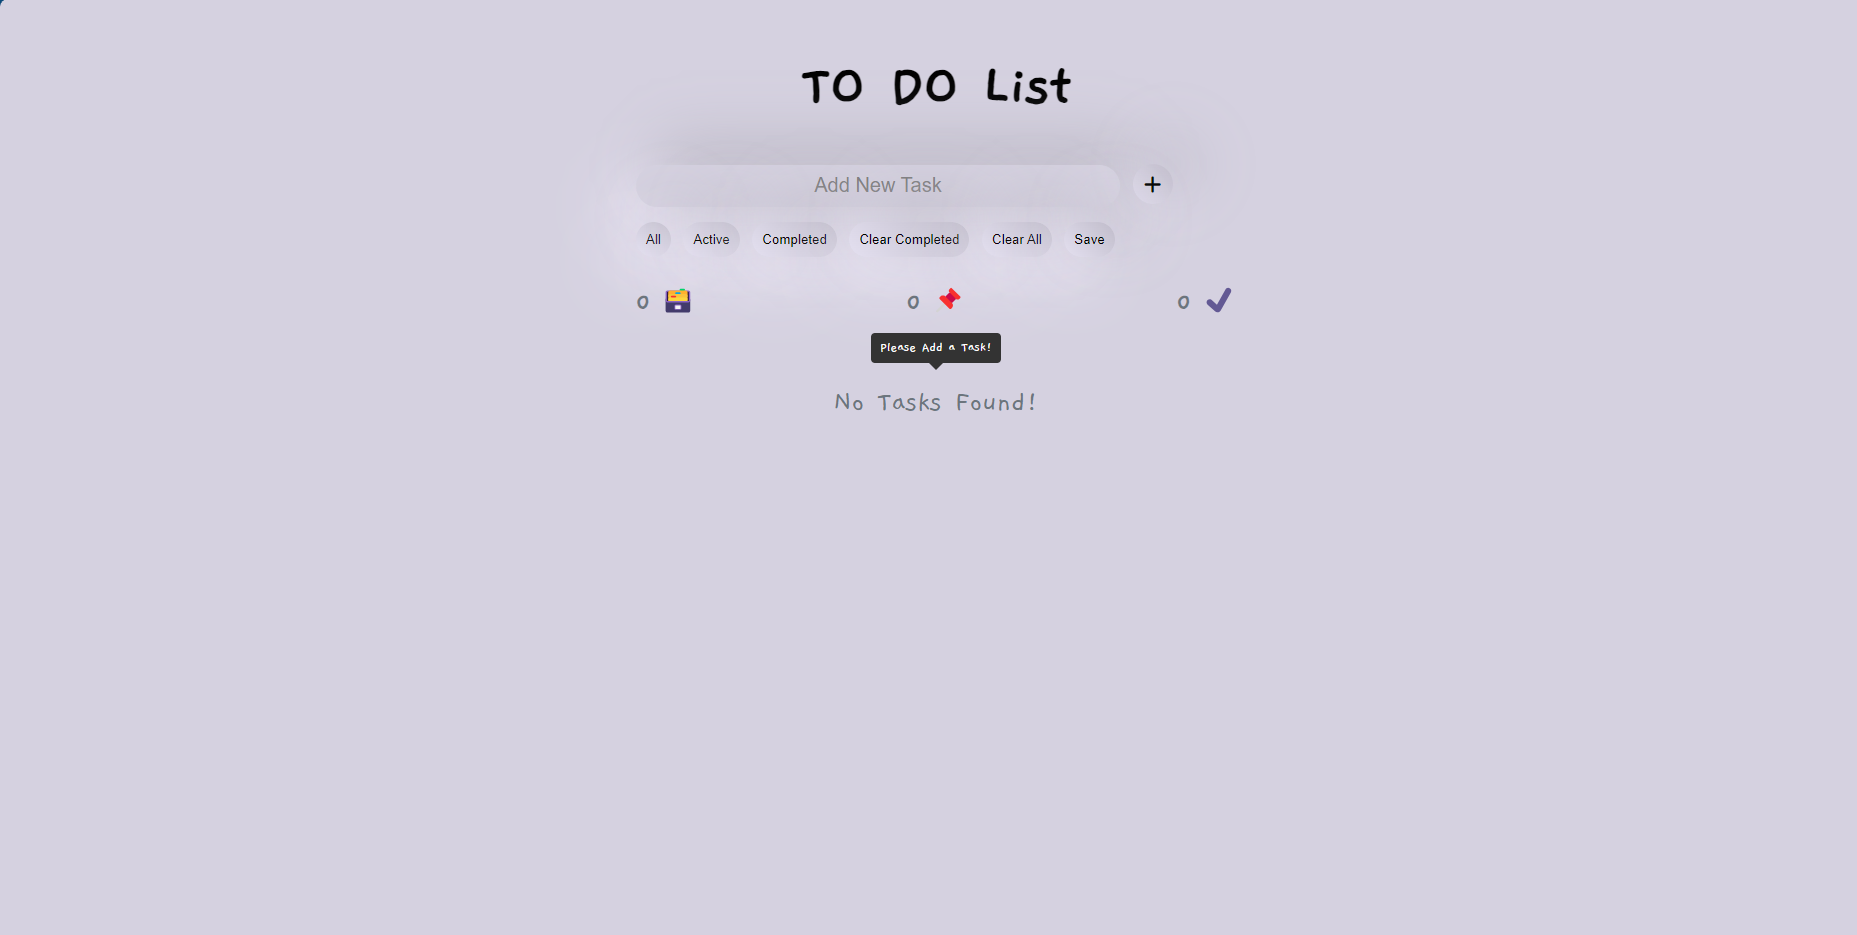 TO DO List
Add New Task
+
All Active Completed Clear Completed Clear All Save
0 0 0
Please Add a Task!
No Tasks Found!